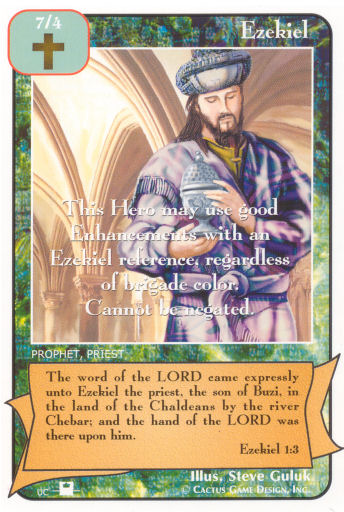 7/4
Ezekiel
This Hero may use good
Enhancements with an
Ezekiel reference, regardless
of brigade color.
Cannot be negated.
PROPHET, PRIEST
The word of the LORD came expressly
unto Ezekiel the priest, the son of Buzi, in
the land of the Chaldeans by the river
Chebar; and the hand of the LORD was
there upon him.
Ezekiel 1:3
Illus. Steve Guluk
UC
© CACTUS GAME DESIGN, INC.